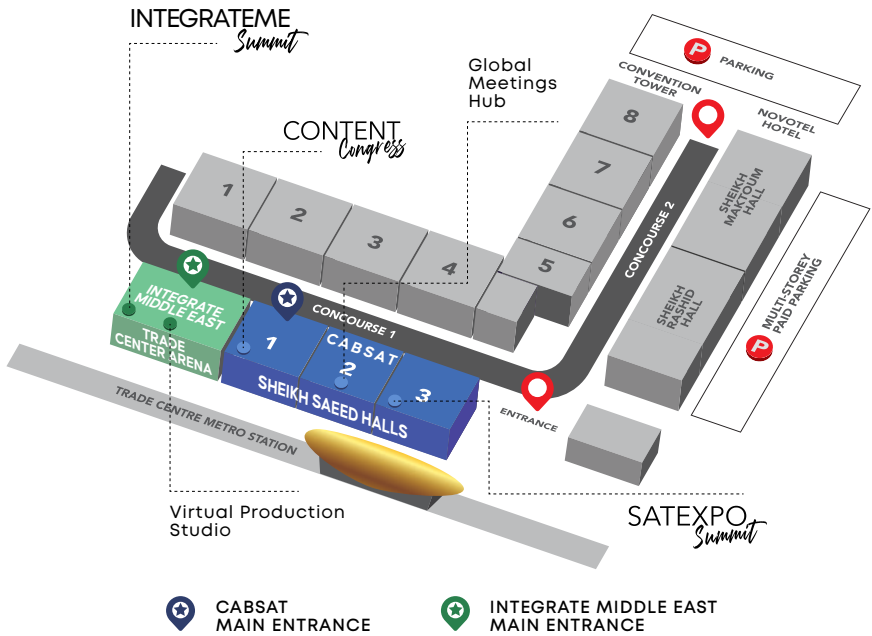 INTEGRATEME
Summit
Global
Meetings
Hub
CONTENT
Congress
P
PARKING
CONVENTION
TOWER
NOVOTEL
HOTEL
8
7
6
5
1
2
3
4
SHEIKH
MAKTOUM
HALL
SHEIKH
RASHID
HALL
CONCOURSE 2
MULTI-STOREY
PAID PARKING
P
INTEGRATE
MIDDLE EAST
TRADE
CENTER ARENA
CONCOURSE 1
CABSAT
1
2
3
SHEIKH SAEED HALLS
ENTRANCE
TRADE CENTRE METRO STATION
Virtual Production
Studio
SATEXPO
Summit
CABSAT
MAIN ENTRANCE
INTEGRATE MIDDLE EAST
MAIN ENTRANCE